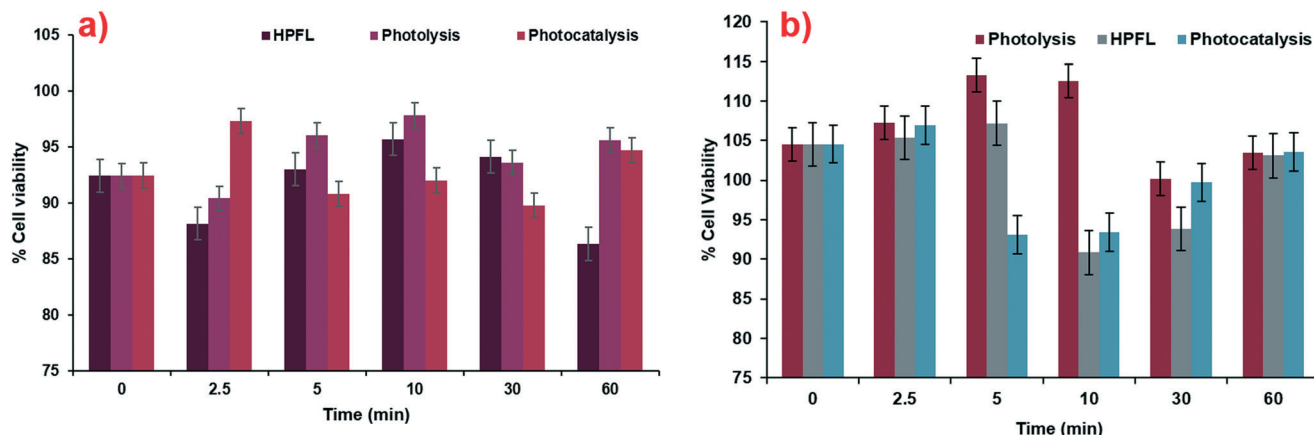 a)
HPFL Photolysis Photocatalysis
% Cell viability
105
100
95
90
85
80
75
0 2.5 5 10 30 60
Time (min)
b)
Photolysis HPFL Photocatalysis
% Cell Viability
120
115
110
105
100
95
90
85
80
75
0 2.5 5 10 30 60
Time (min)